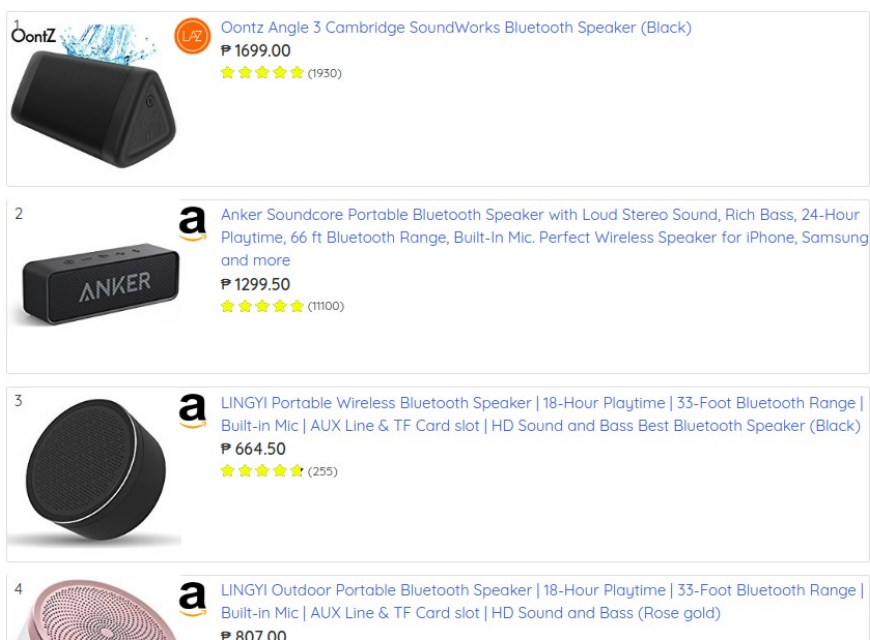 1
OontZ
LAZ
Oontz Angle 3 Cambridge SoundWorks Bluetooth Speaker (Black)
₱ 1699.00
(1930)
2
a
Anker Soundcore Portable Bluetooth Speaker with Loud Stereo Sound, Rich Bass, 24-Hour
Playtime, 66 ft Bluetooth Range, Built-In Mic. Perfect Wireless Speaker for iPhone, Samsung
and more
ANKER
₱ 1299.50
(11100)
3
a
LINGYI Portable Wireless Bluetooth Speaker | 18-Hour Playtime | 33-Foot Bluetooth Range |
Built-in Mic | AUX Line & TF Card slot | HD Sound and Bass Best Bluetooth Speaker (Black)
₱ 664.50
(255)
4
a
LINGYI Outdoor Portable Bluetooth Speaker | 18-Hour Playtime | 33-Foot Bluetooth Range |
Built-in Mic | AUX Line & TF Card slot | HD Sound and Bass (Rose gold)
₱ 807.00